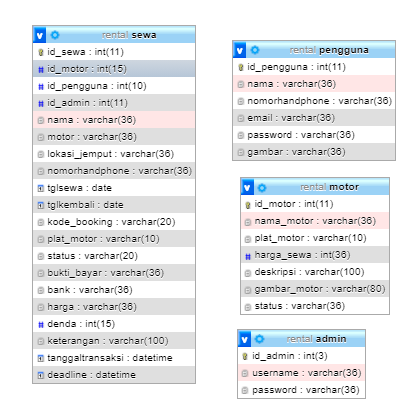 rental sewa
id_sewa : int(11)
id_motor : int(15)
id_pengguna : int(10)
id_admin : int(11)
nama : varchar(36)
motor : varchar(36)
lokasi_jemput : varchar(36)
nomorhandphone : varchar(36)
tglsewa : date
tglkembali : date
kode_booking : varchar(20)
plat_motor : varchar(10)
status : varchar(20)
bukti_bayar : varchar(36)
bank : varchar(36)
harga : varchar(36)
denda : int(15)
keterangan : varchar(100)
tanggaltransaksi : datetime
deadline : datetime
rental pengguna
id_pengguna : int(11)
nama : varchar(36)
nomorhandphone : varchar(36)
email : varchar(36)
password : varchar(36)
gambar : varchar(36)
rental motor
id_motor : int(11)
nama_motor : varchar(36)
plat_motor : varchar(10)
harga_sewa : int(36)
deskripsi : varchar(100)
gambar_motor : varchar(80)
status : varchar(36)
rental admin
id_admin : int(3)
username : varchar(36)
password : varchar(36)